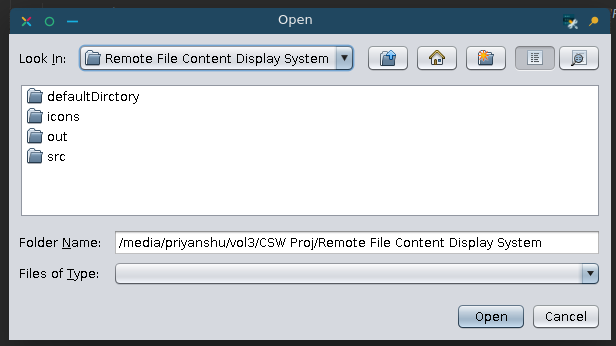 Open
Look In: Remote File Content Display System
defaultDirctory
icons
out
src
Folder Name: /media/priyanshu/vol3/CSW Proj/Remote File Content Display System
Files of Type:
Open Cancel